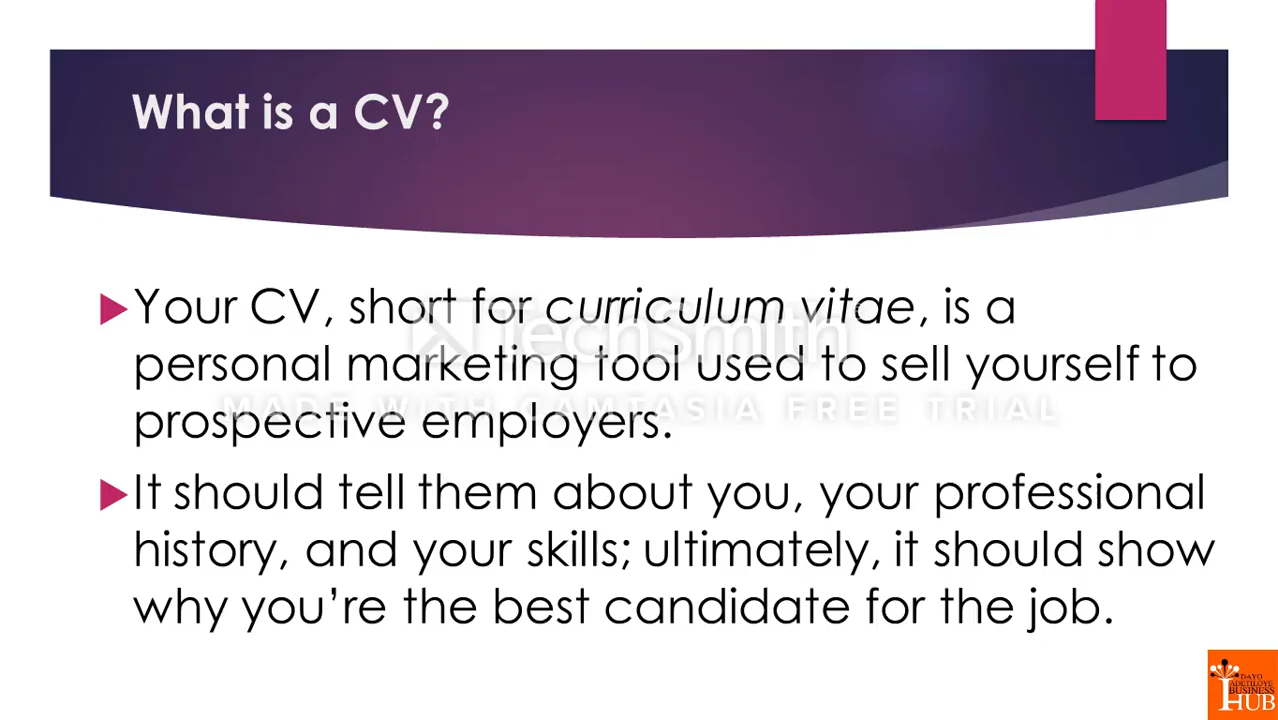 What is a CV?
Your CV, short for curriculum vitae, is a
personal marketing tool used to sell yourself to
prospective employers.
TechSmith
MADE WITH CAMTASIA FREE TRIAL
It should tell them about you, your professional
history, and your skills; ultimately, it should show
why you’re the best candidate for the job.
DAYO
ADETILOYE
BUSINESS
HUB